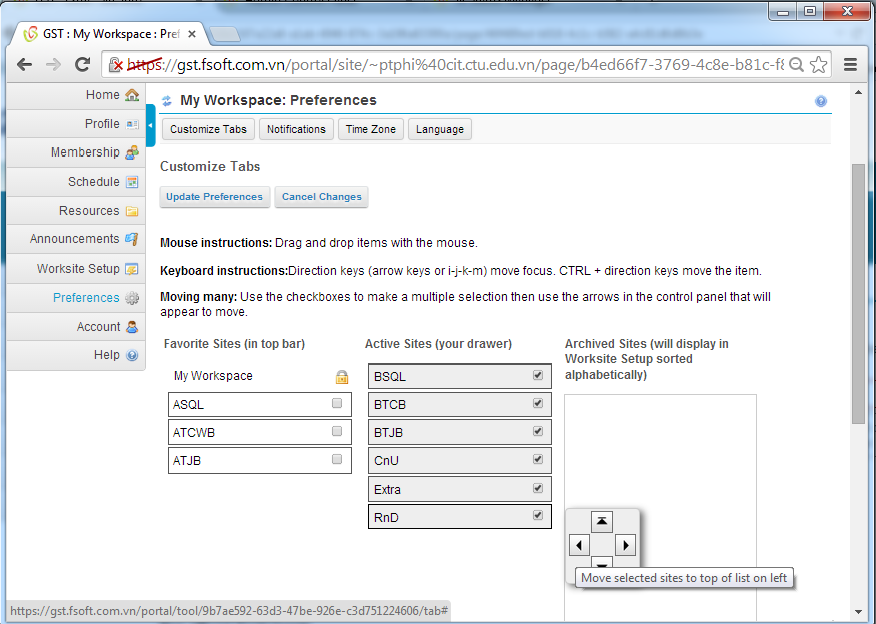 GST : My Workspace : Pref
https://gst.fsoft.com.vn/portal/site/~ptphi%40cit.ctu.edu.vn/page/b4ed66f7-3769-4c8e-b81c-f8
Home
Profile
Membership
Schedule
Resources
Announcements
Worksite Setup
Preferences
Account
Help
My Workspace: Preferences
Customize Tabs Notifications Time Zone Language
Customize Tabs
Update Preferences Cancel Changes
Mouse instructions: Drag and drop items with the mouse.
Keyboard instructions:Direction keys (arrow keys or i-j-k-m) move focus. CTRL + direction keys move the item.
Moving many: Use the checkboxes to make a multiple selection then use the arrows in the control panel that will
appear to move.
Favorite Sites (in top bar)
My Workspace
ASQL
ATCWB
ATJB
Active Sites (your drawer)
BSQL
BTCB
BTJB
CnU
Extra
RnD
Archived Sites (will display in
Worksite Setup sorted
alphabetically)
Move selected sites to top of list on left
https://gst.fsoft.com.vn/portal/tool/9b7ae592-63d3-47be-926e-c3d751224606/tab#